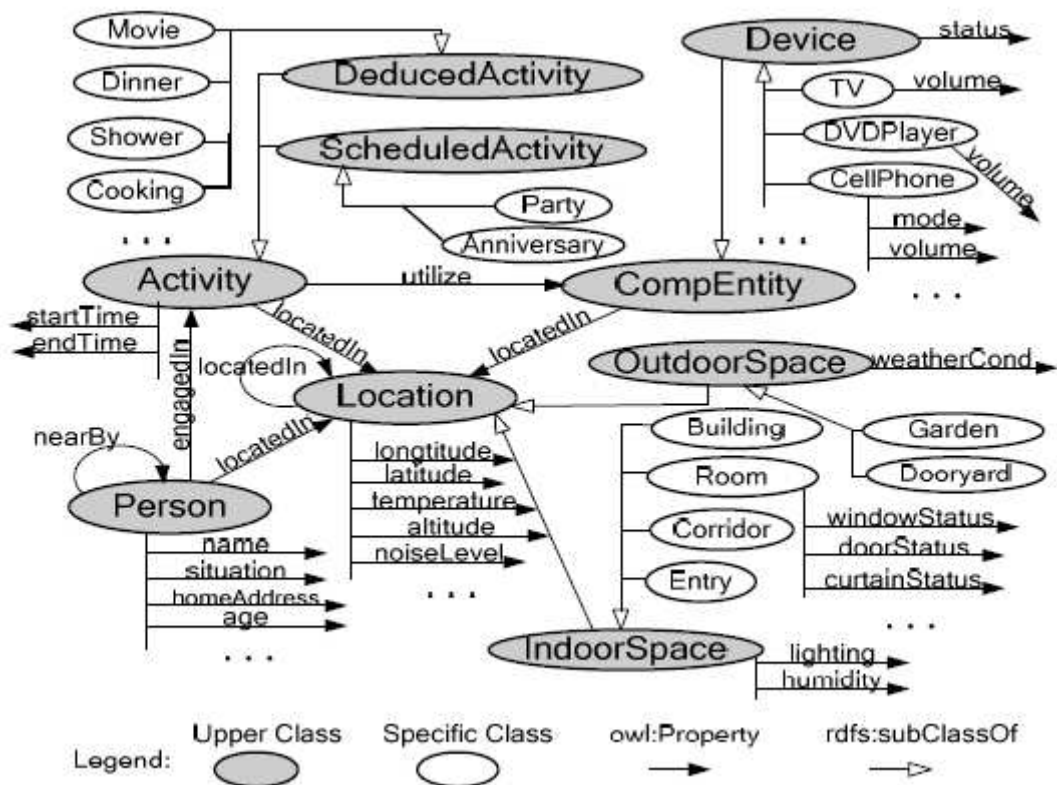 Movie
Dinner
Shower
Cooking
. . .
DeducedActivity
ScheduledActivity
Party
Anniversary
Device
status
TV
volume
DVDPlayer
volume
CellPhone
mode
volume
. . .
. . .
Activity
utilize
CompEntity
startTime
endTime
engagedIn
locatedIn
locatedIn
locatedIn
Location
OutdoorSpace
weatherCond
nearBy
locatedIn
Person
name
situation
homeAddress
age
. . .
longtitude
latitude
temperature
altitude
noiseLevel
. . .
Building
Room
Corridor
Entry
Garden
Dooryard
windowStatus
doorStatus
curtainStatus
. . .
IndoorSpace
lighting
humidity
Legend:
Upper Class
Specific Class
owl:Property
rdfs:subClassOf